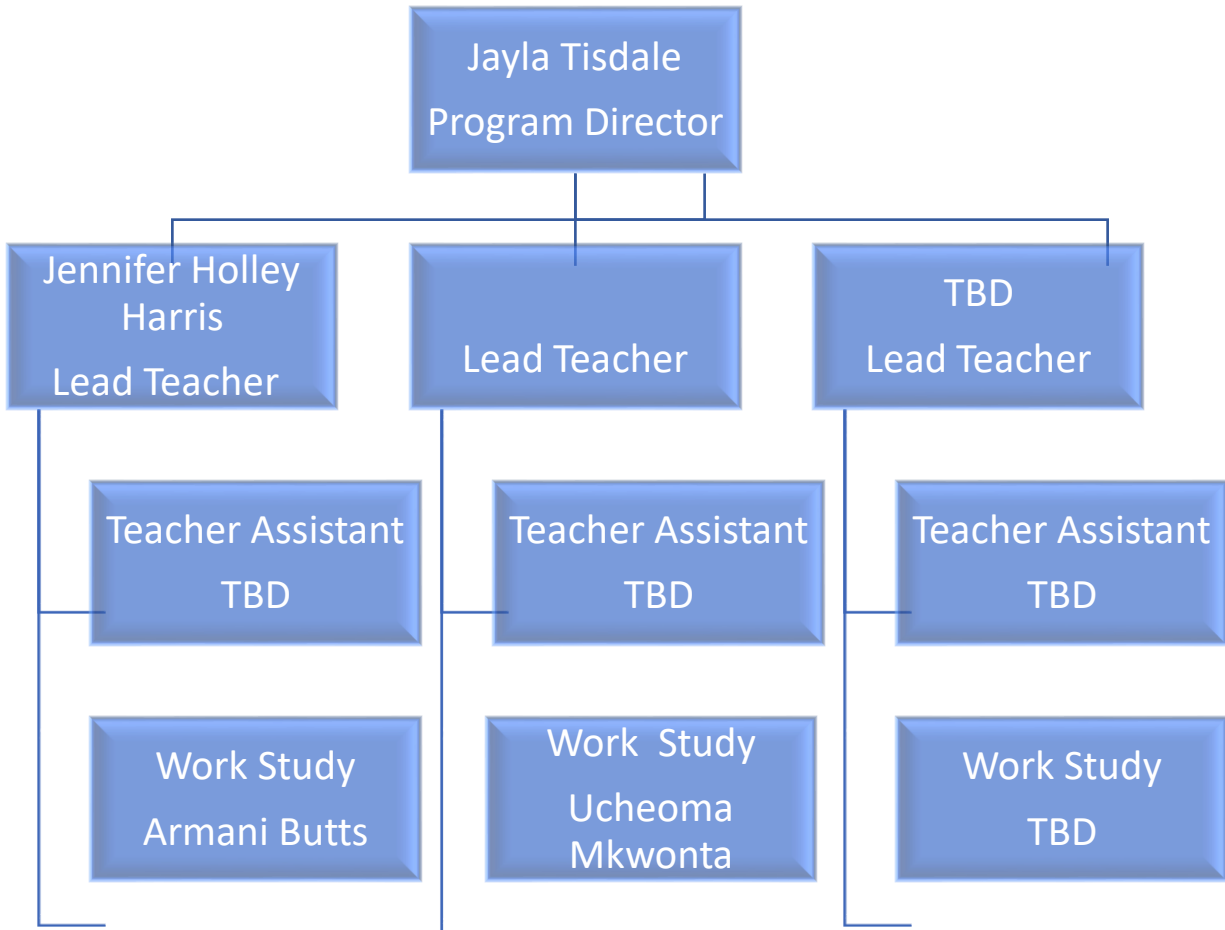 Jayla Tisdale
Program Director
Jennifer Holley
Harris
Lead Teacher
Lead Teacher
TBD
Lead Teacher
Teacher Assistant
TBD
Teacher Assistant
TBD
Teacher Assistant
TBD
Work Study
Armani Butts
Work Study
Ucheoma
Mkwonta
Work Study
TBD